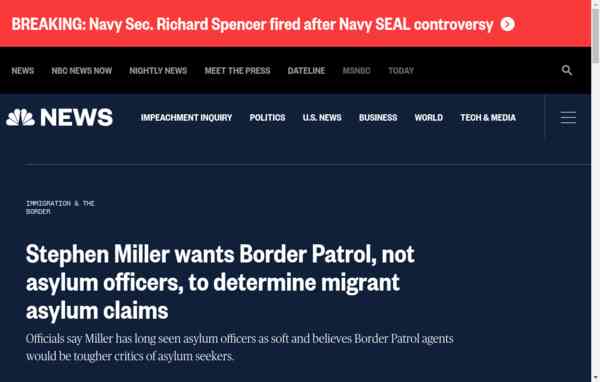 BREAKING: Navy Sec. Richard Spencer fired after Navy SEAL controversy
NEWS NBC NEWS NOW NIGHTLY NEWS MEET THE PRESS DATELINE MSNBC TODAY
NEWS IMPEACHMENT INQUIRY POLITICS U.S. NEWS BUSINESS WORLD TECH & MEDIA
IMMIGRATION & THE
BORDER
Stephen Miller wants Border Patrol, not
asylum officers, to determine migrant
asylum claims
Officials say Miller has long seen asylum officers as soft and believes Border Patrol agents
would be tougher critics of asylum seekers.